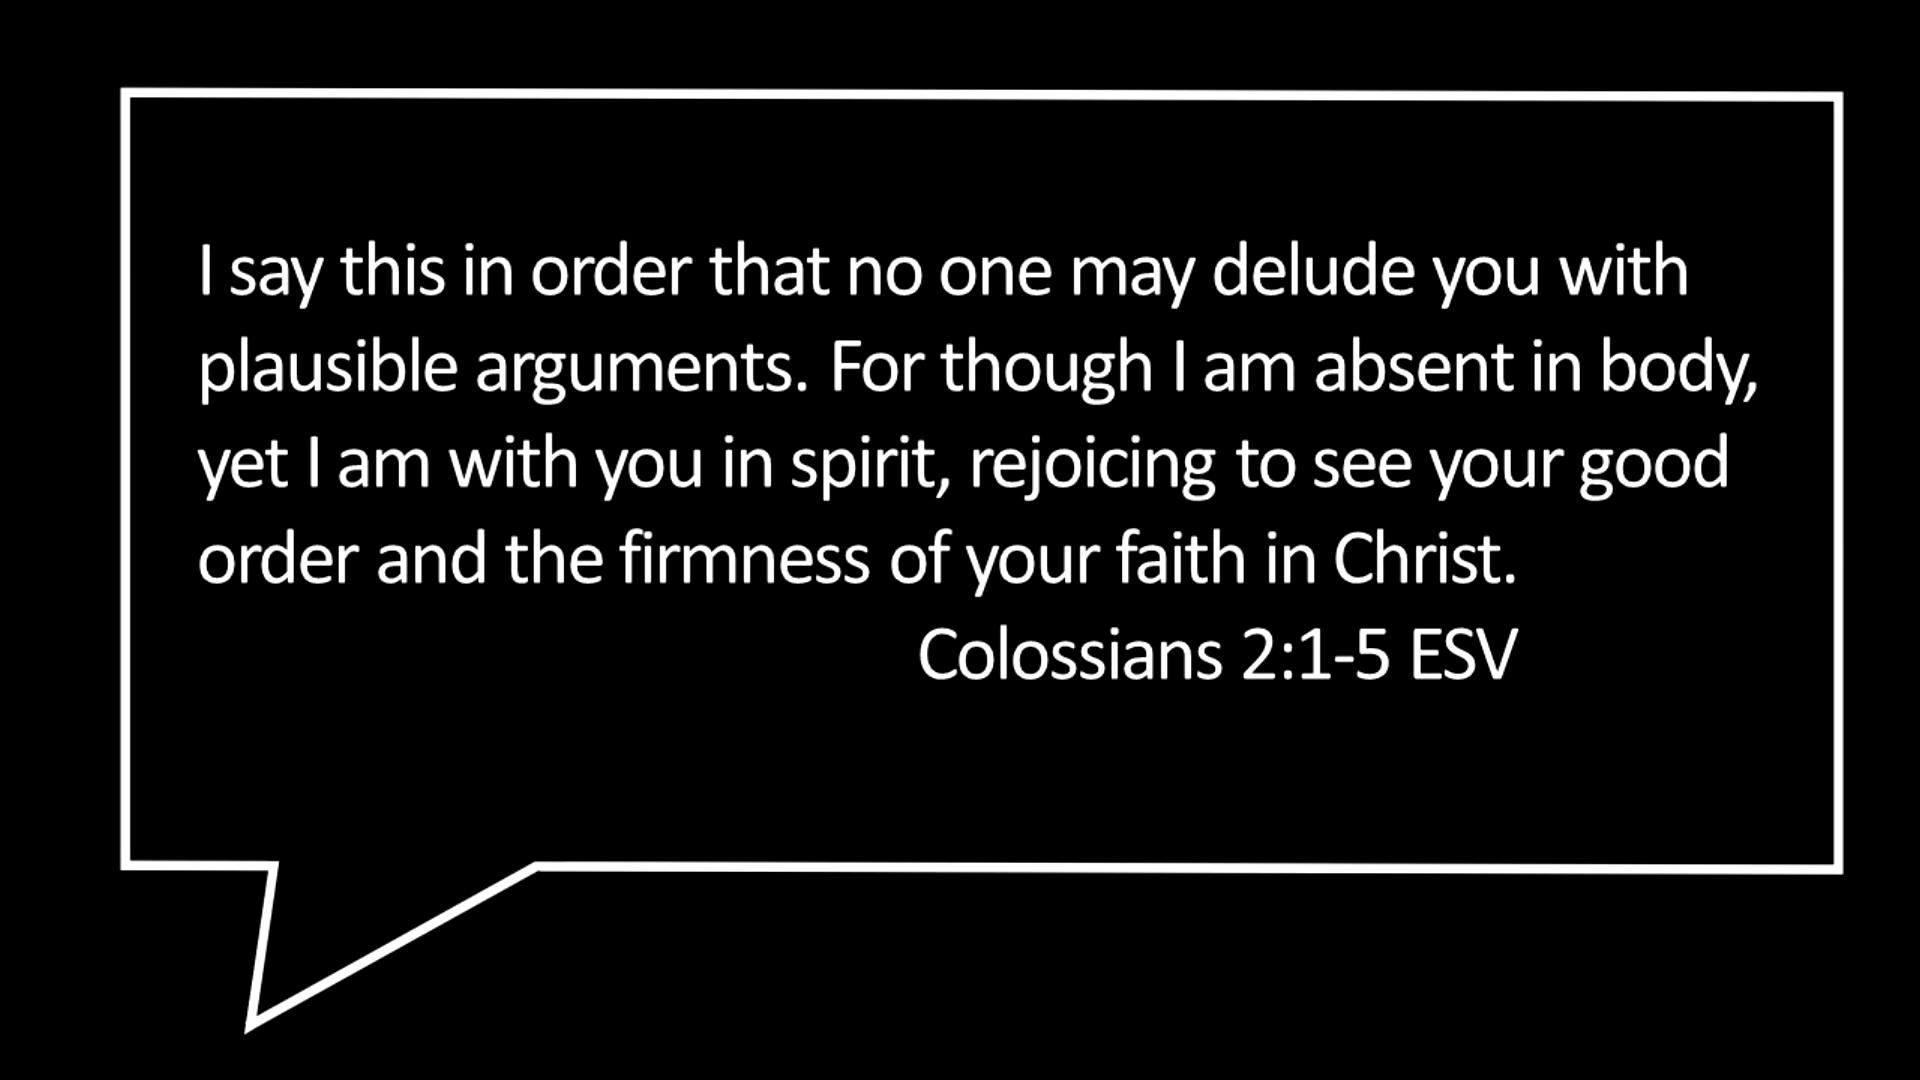 I say this in order that no one may delude you with
plausible arguments. For though I am absent in body,
yet I am with you in spirit, rejoicing to see your good
order and the firmness of your faith in Christ.
Colossians 2:1-5 ESV